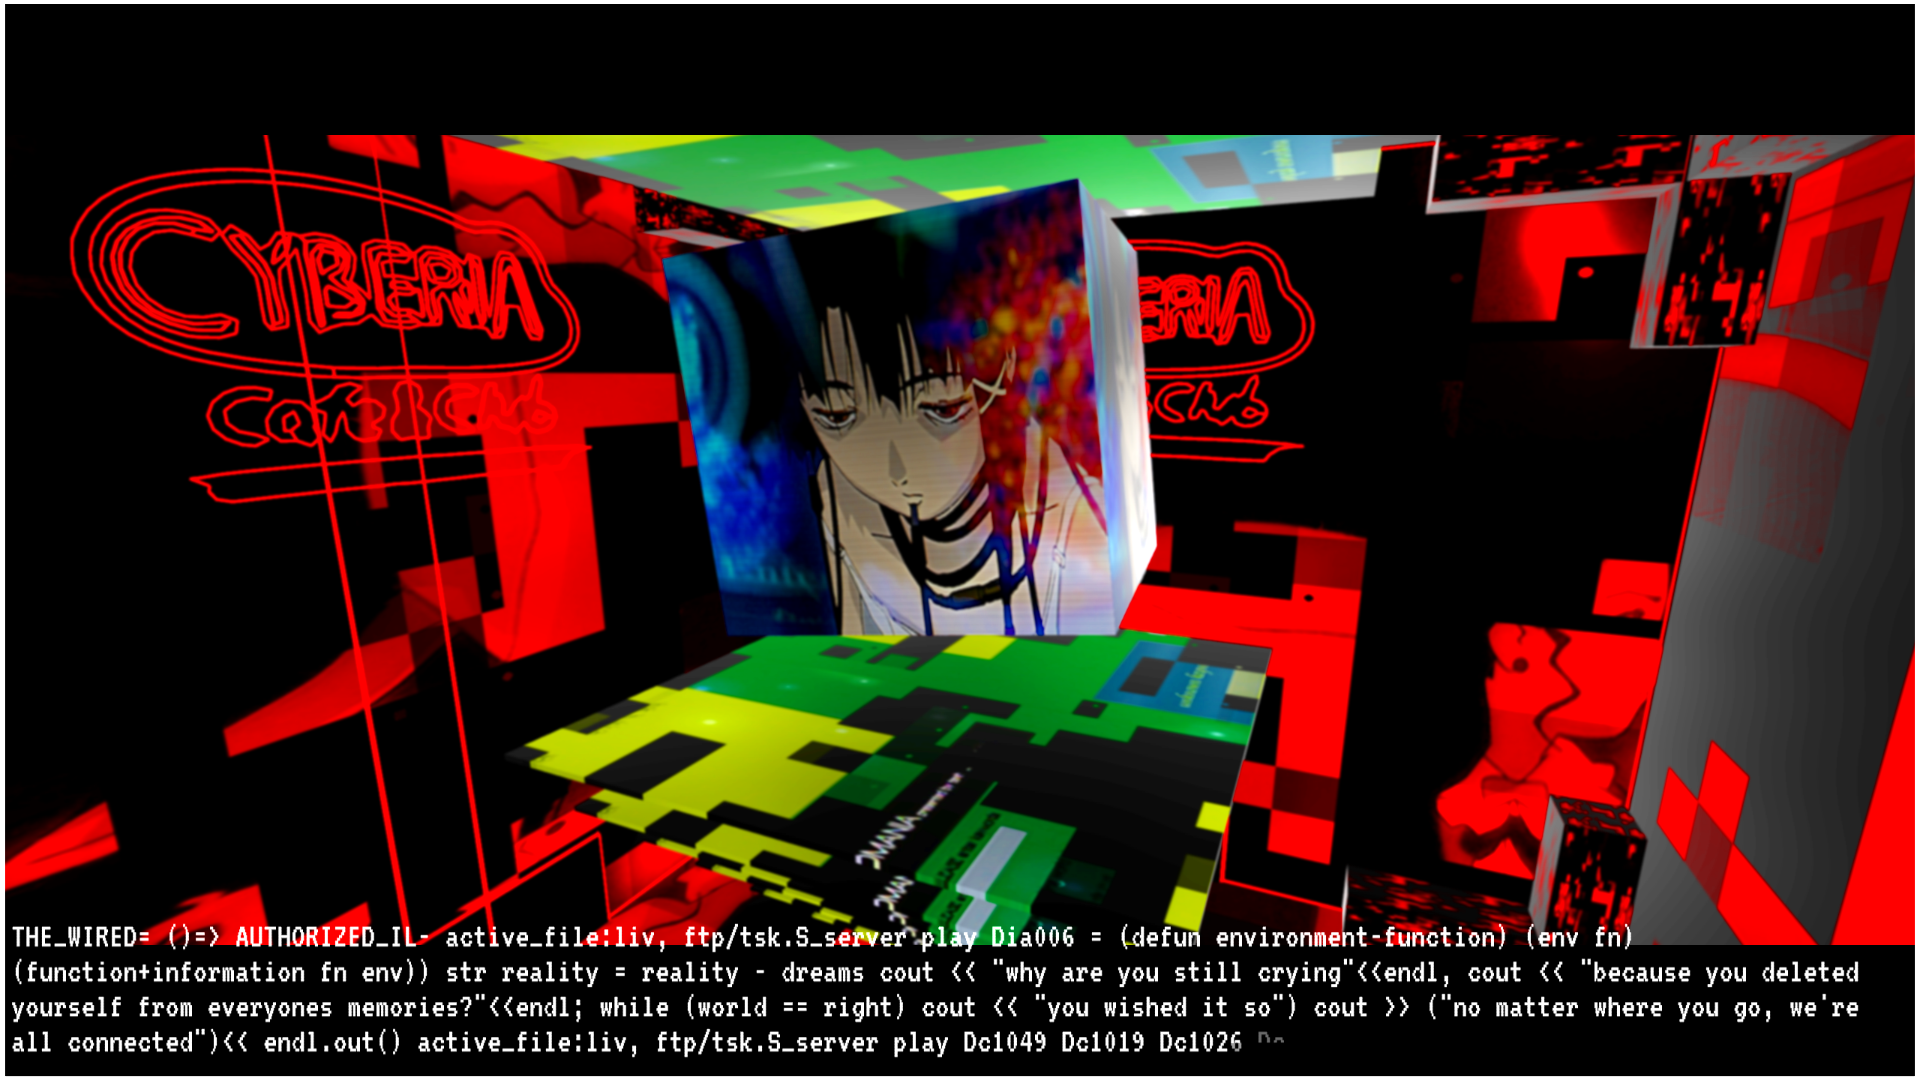 CYBERIA
Café & Club
ERIA
Club
THE_WIRED= ()=> AUTHORIZED_IL- active_file:liv, ftp/tsk.S_server play Dia006 = (defun environment-function) (env fn)
(function+information fn env)) str reality = reality - dreams cout << "why are you still crying"<<endl, cout << "because you deleted
yourself from everyones memories?"<<endl; while (world == right) cout << "you wished it so") cout >> ("no matter where you go, we're
all connected")<< endl.out() active_file:liv, ftp/tsk.S_server play Dc1049 Dc1019 Dc1026